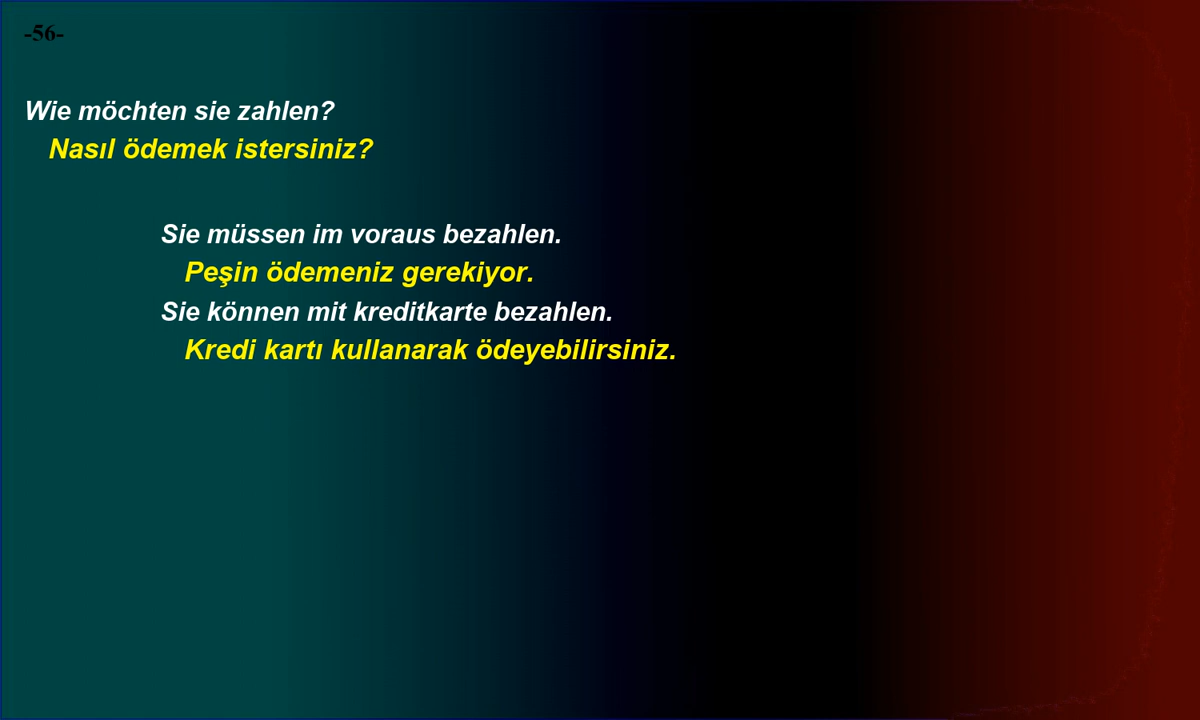 -56-
Wie möchten sie zahlen?
Nasıl ödemek istersiniz?
Sie müssen im voraus bezahlen.
Peşin ödemeniz gerekiyor.
Sie können mit kreditkarte bezahlen.
Kredi kartı kullanarak ödeyebilirsiniz.